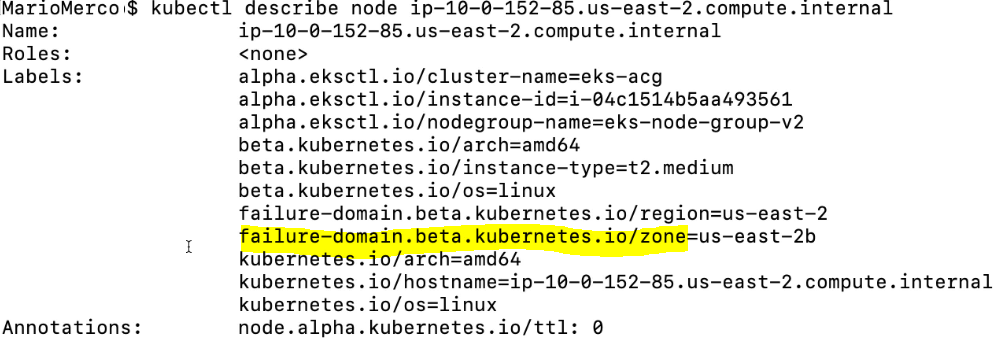 MarioMerco$ kubectl describe node ip-10-0-152-85.us-east-2.compute.internal
Name: ip-10-0-152-85.us-east-2.compute.internal
Roles: <none>
Labels: alpha.eksctl.io/cluster-name=eks-acg
alpha.eksctl.io/instance-id=i-04c1514b5aa493561
alpha.eksctl.io/nodegroup-name=eks-node-group-v2
beta.kubernetes.io/arch=amd64
beta.kubernetes.io/instance-type=t2.medium
beta.kubernetes.io/os=linux
failure-domain.beta.kubernetes.io/region=us-east-2
failure-domain.beta.kubernetes.io/zone=us-east-2b
kubernetes.io/arch=amd64
kubernetes.io/hostname=ip-10-0-152-85.us-east-2.compute.internal
kubernetes.io/os=linux
Annotations: node.alpha.kubernetes.io/ttl: 0